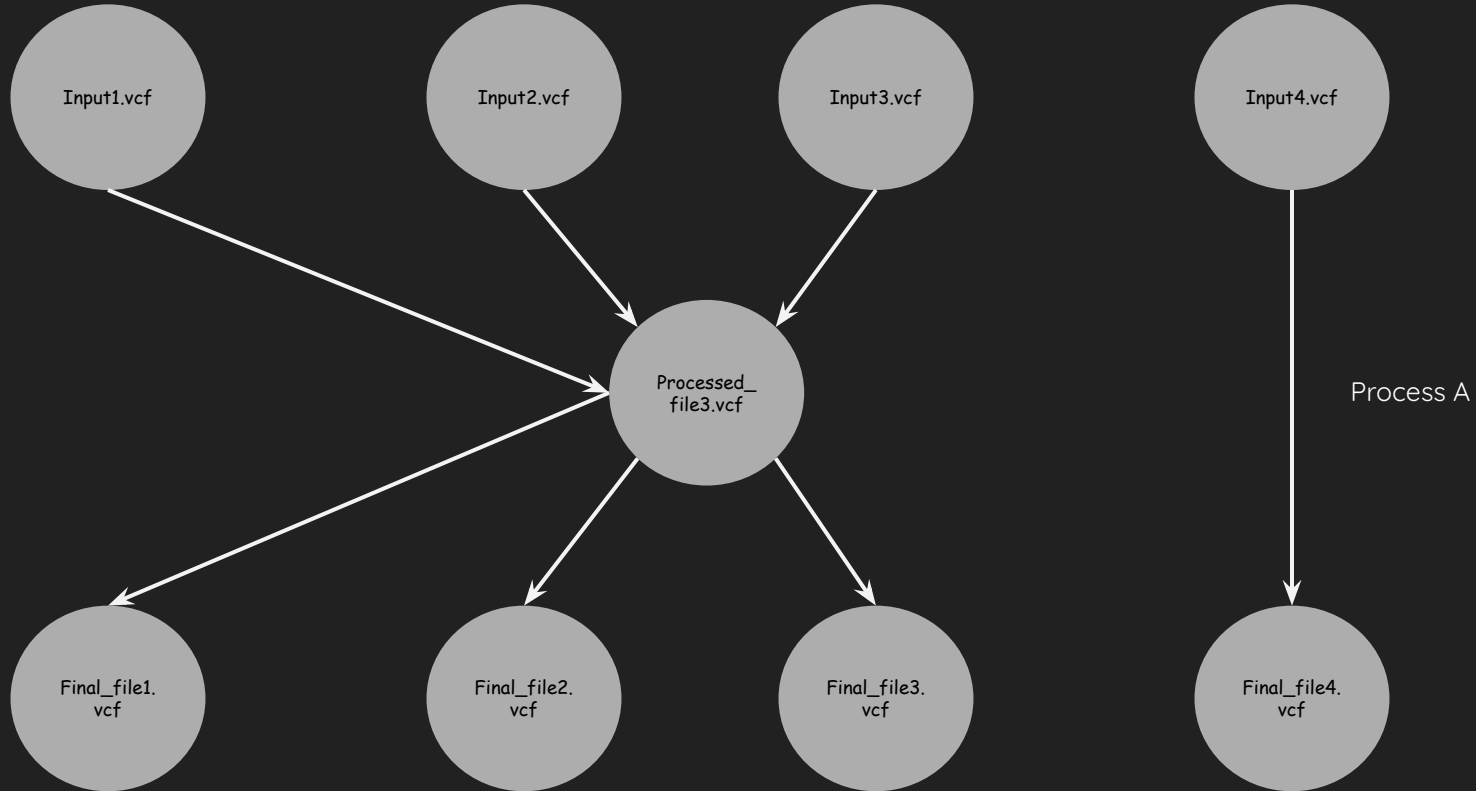 Input1.vcf
Input2.vcf
Input3.vcf
Input4.vcf
Processed_
file3.vcf
Process A
Final_file1.
vcf
Final_file2.
vcf
Final_file3.
vcf
Final_file4.
vcf